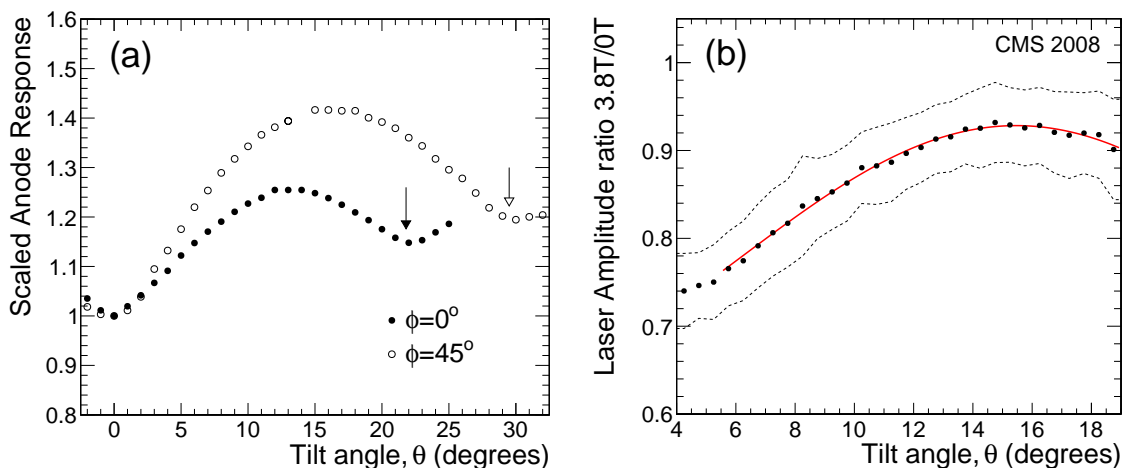 Scaled Anode Response
1.6
1.5
1.4
1.3
1.2
1.1
1
0.9
0.8
(a)
ϕ=0°
ϕ=45°
0 5 10 15 20 25 30
Tilt angle, θ (degrees)
Laser Amplitude ratio 3.8T/0T
1
0.9
0.8
0.7
0.6
(b)
CMS 2008
4 6 8 10 12 14 16 18
Tilt angle, θ (degrees)